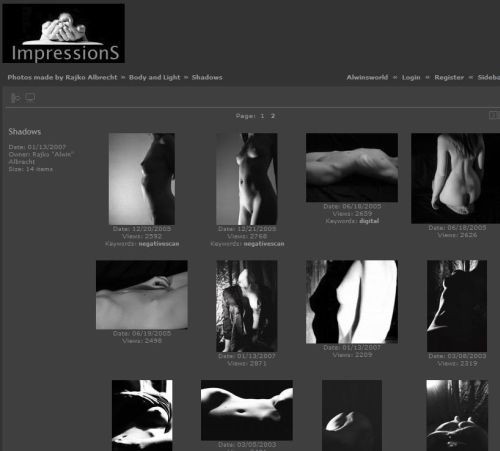 ImpressionS
Photos made by Rajko Albrecht » Body and Light » Shadows
Alwinsworld « Login « Register « Sideba
Page: 1 2
Shadows
Date: 01/13/2007
Owner: Rajko "Alwin"
Albrecht
Size: 14 items
Date: 12/20/2005
Views: 2592
Keywords: negativescan
Date: 12/21/2005
Views: 2768
Keywords: negativescan
Date: 06/18/2005
Views: 2659
Keywords: digital
Date: 06/18/2005
Views: 2626
Date: 06/19/2005
Views: 2498
Date: 01/13/2007
Views: 2871
Date: 01/13/2007
Views: 2209
Date: 03/08/2003
Views: 2319
Date: 03/05/2003